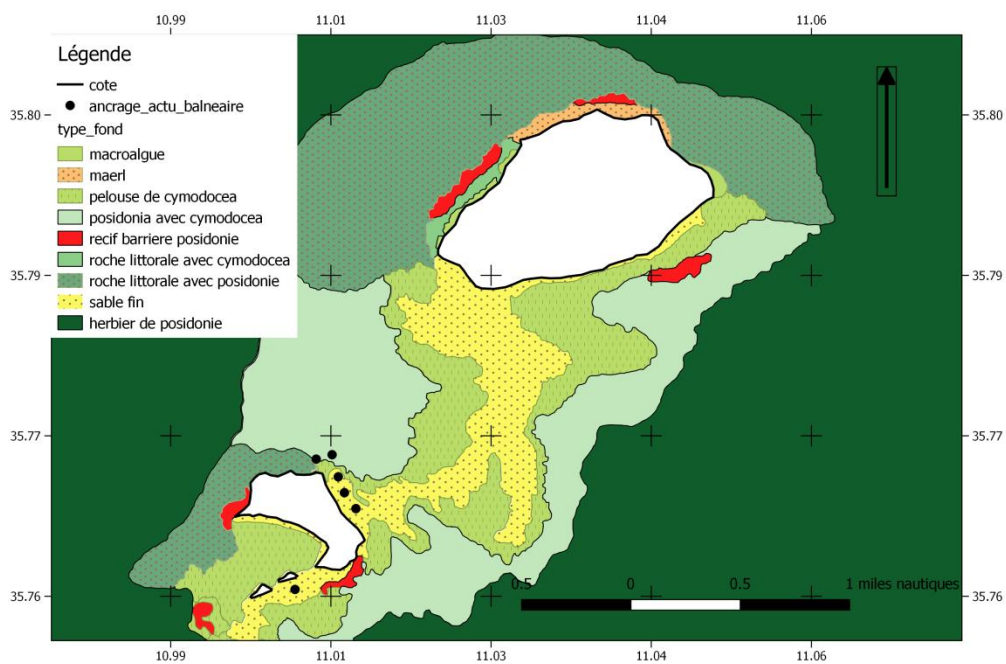 10.99 11.01 11.03 11.04 11.06
Légende
cote
ancrage_actu_balneaire
type_fond
macroalgue
maerl
pelouse de cymodocea
posidonia avec cymodocea
recif barriere posidonie
roche littorale avec cymodocea
roche littorale avec posidonie
sable fin
herbier de posidonie
35.80 35.80
35.79 35.79
35.77 35.77
35.76 35.76
0.5 0 0.5 1 miles nautiques
10.99 11.01 11.03 11.04 11.06